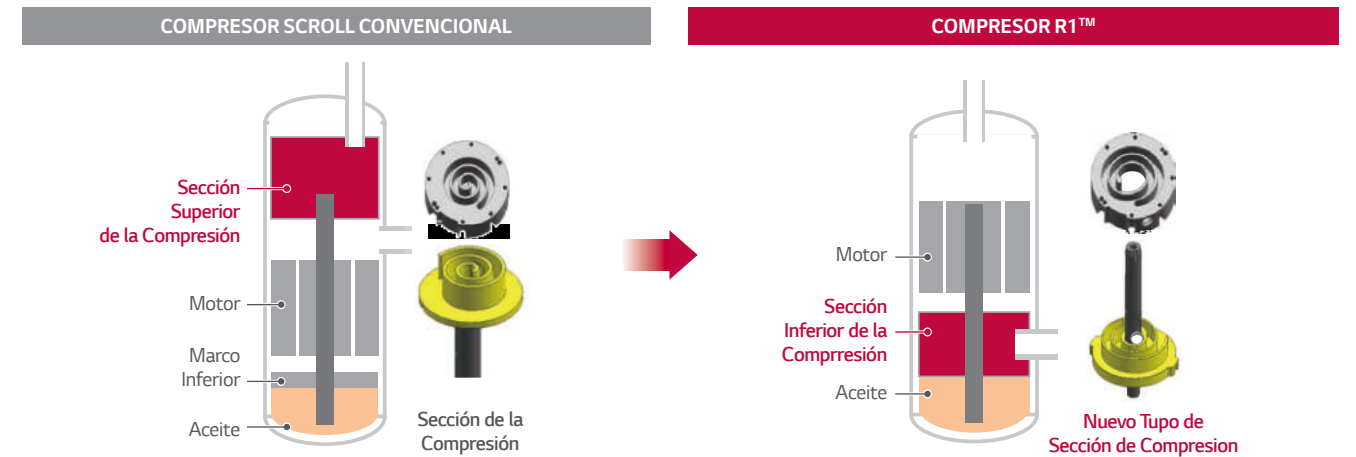 COMPRESOR SCROLL CONVENCIONAL
COMPRESOR R1™
Sección
Superior
de la Compresión
Motor
Marco
Inferior
Aceite
Sección de la
Compresión
Motor
Sección
Inferior de la
Comprresión
Aceite
Nuevo Tupo de
Sección de Compresion